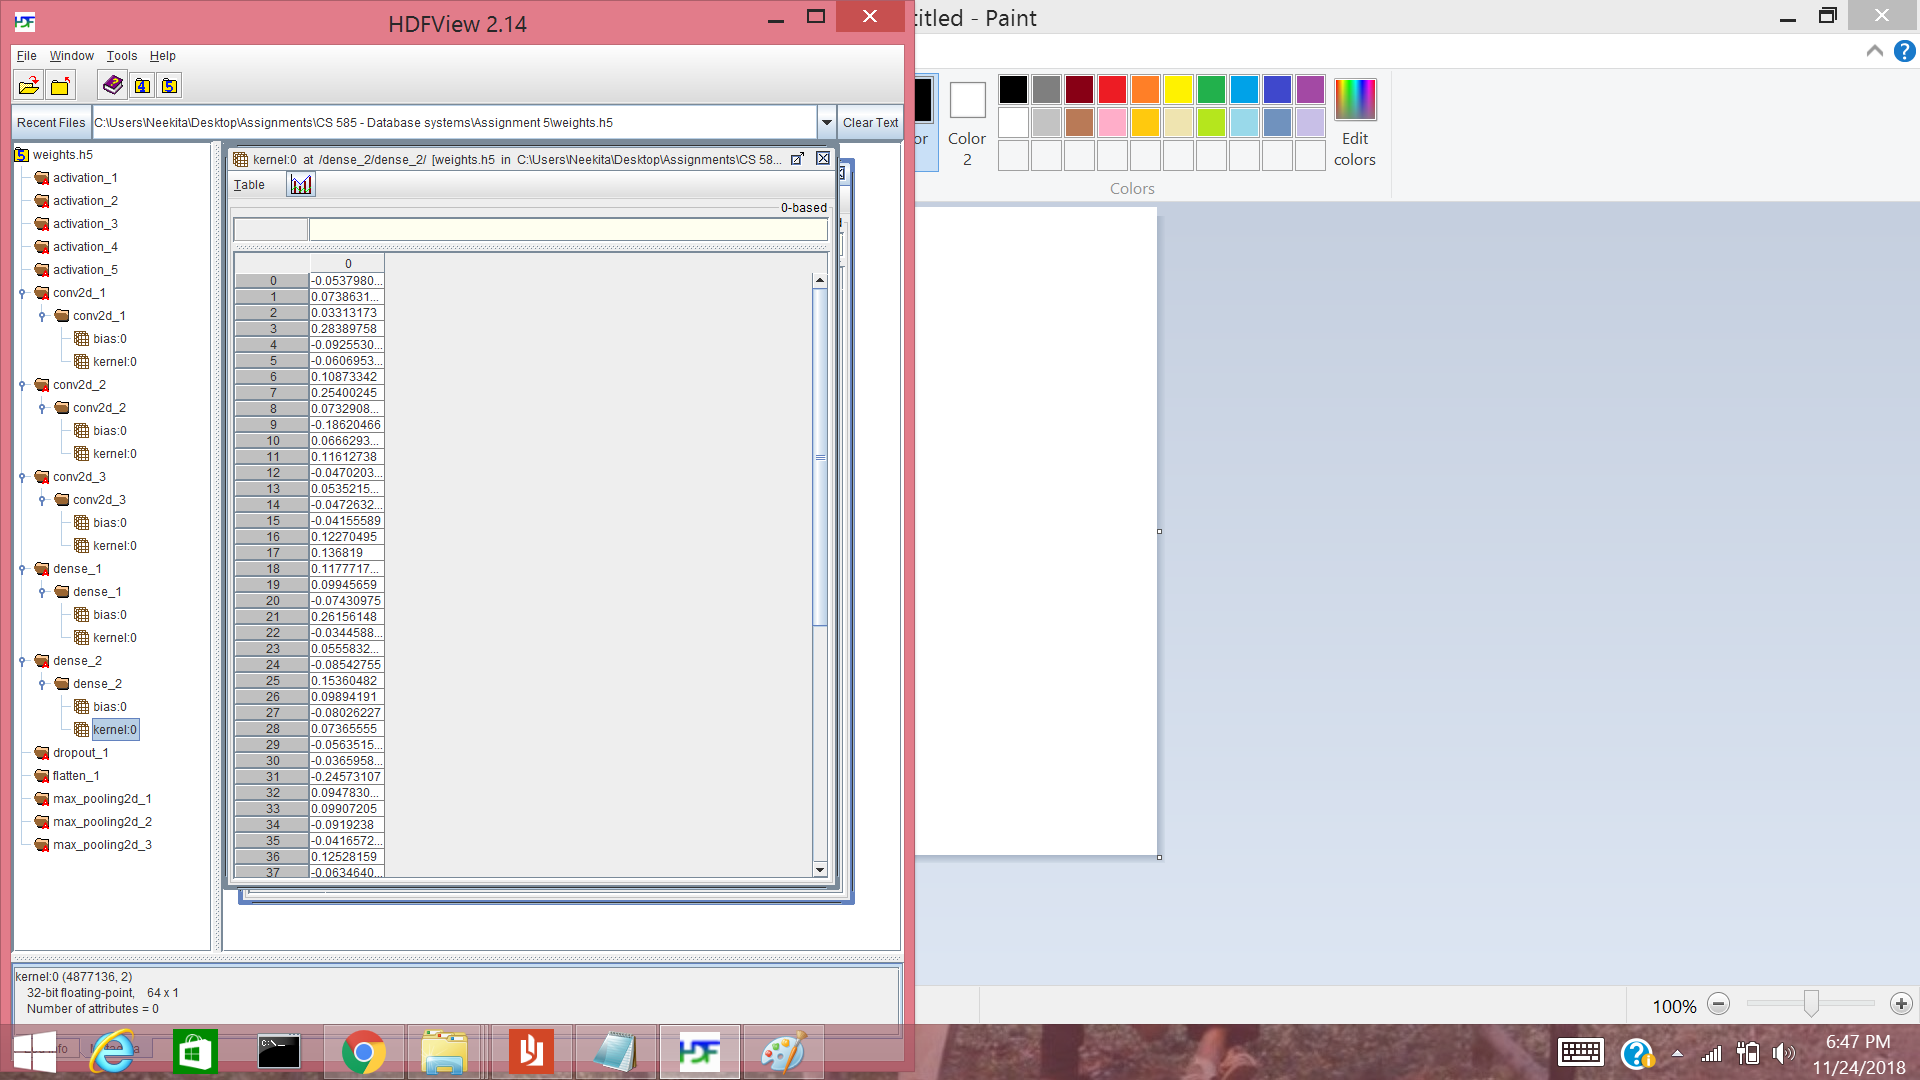 HDFView 2.14
File Window Tools Help
Recent Files C:\Users\Neekita\Desktop\Assignments\CS 585 - Database systems\Assignment 5\weights.h5 Clear Text
weights.h5
activation_1
activation_2
activation_3
activation_4
activation_5
conv2d_1
conv2d_1
bias:0
kernel:0
conv2d_2
conv2d_2
bias:0
kernel:0
conv2d_3
conv2d_3
bias:0
kernel:0
dense_1
dense_1
bias:0
kernel:0
dense_2
dense_2
bias:0
kernel:0
dropout_1
flatten_1
max_pooling2d_1
max_pooling2d_2
max_pooling2d_3
kernel:0 at /dense_2/dense_2/ [weights.h5 in C:\Users\Neekita\Desktop\Assignments\CS 58...
Table
0-based
0
0 -0.0537980...
1 0.0738631...
2 0.03313173
3 0.28389758
4 -0.0925530...
5 -0.0606953...
6 0.10873342
7 0.25400245
8 0.0732908...
9 -0.18620466
10 0.0666293...
11 0.11612738
12 -0.0470203...
13 0.0535215...
14 -0.0472632...
15 -0.04155589
16 0.12270495
17 0.136819
18 0.1177717...
19 0.09945659
20 -0.07430975
21 0.26156148
22 -0.0344588...
23 0.0555832...
24 -0.08542755
25 0.15360482
26 0.09894191
27 -0.08026227
28 0.07365555
29 -0.0563515...
30 -0.0365958...
31 -0.24573107
32 0.0947830...
33 0.09907205
34 -0.0919238
35 -0.0416572...
36 0.12528159
37 -0.0634640...
kernel:0 (4877136, 2)
32-bit floating-point, 64 x 1
Number of attributes = 0
titled - Paint
Color
2
Edit
colors
Colors
100%
6:47 PM
11/24/2018